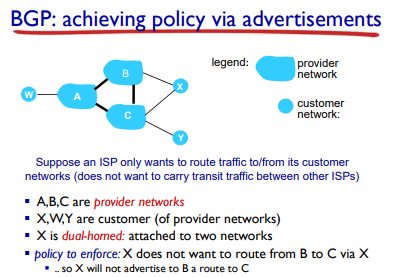 BGP: achieving policy via advertisements
legend:
provider
network
customer
network:
W
A
B
C
X
Y
Suppose an ISP only wants to route traffic to/from its customer
networks (does not want to carry transit traffic between other ISPs)
▪ A,B,C are provider networks
▪ X,W,Y are customer (of provider networks)
▪ X is dual-homed: attached to two networks
▪ policy to enforce: X does not want to route from B to C via X
▪ .. so X will not advertise to B a route to C